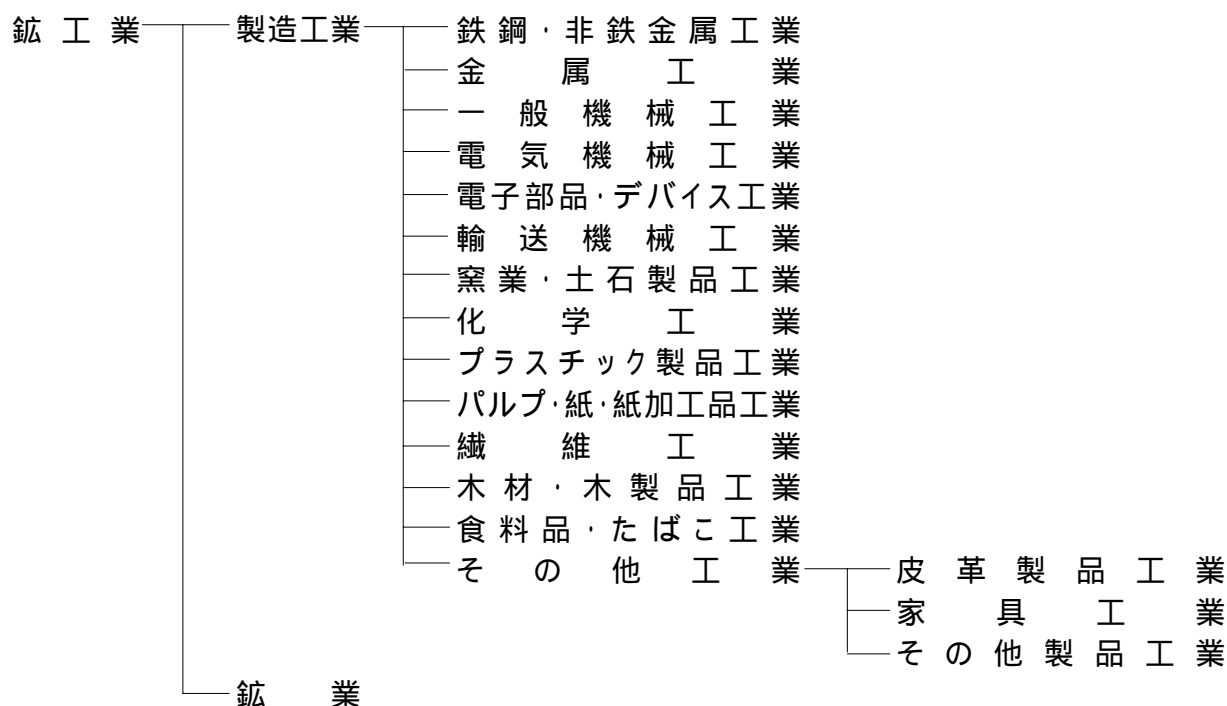 鉱工業 製造工業 鉄鋼・非鉄金属工業
金属工業
一般機械工業
電気機械工業
電子部品・デバイス工業
輸送機械工業
窯業・土石製品工業
化学工業
プラスチック製品工業
パルプ・紙・紙加工品工業
繊維工業
木材・木製品工業
食料品・たばこ工業
その他工業 皮革製品工業
家具工業
その他製品工業
鉱業